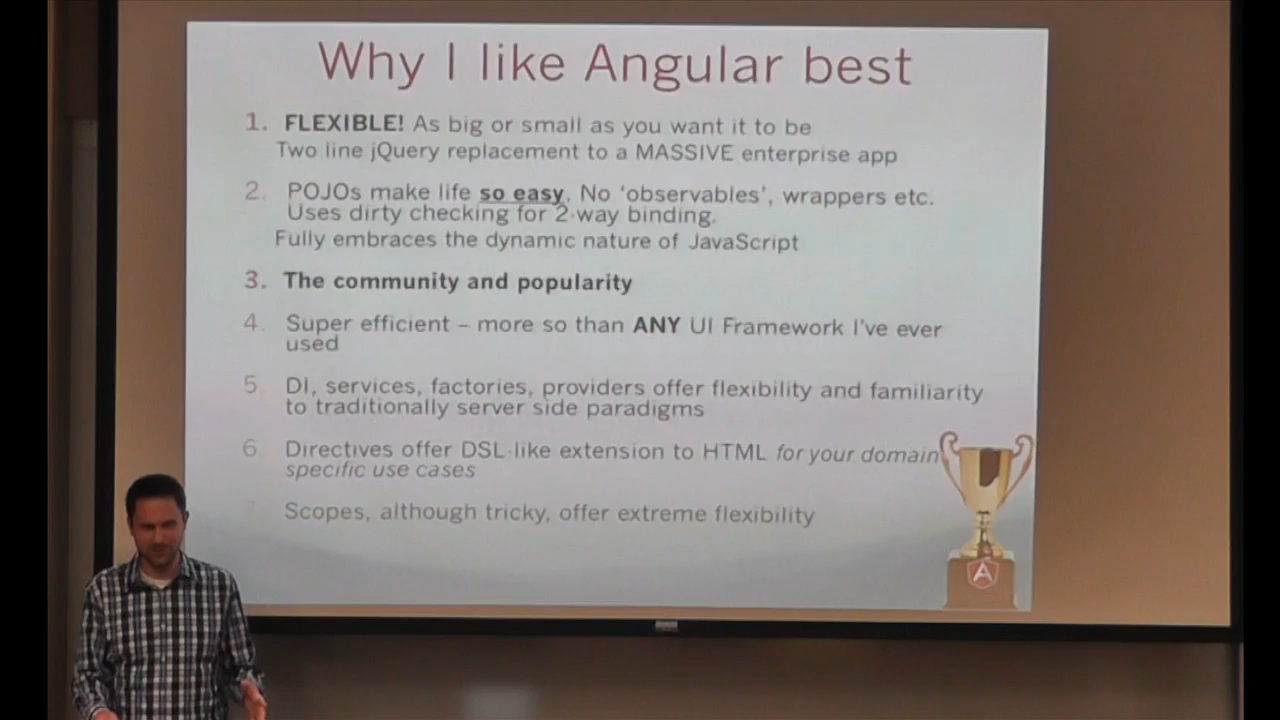 Why I like Angular best
1. FLEXIBLE! As big or small as you want it to be
Two line jQuery replacement to a MASSIVE enterprise app
2. POJOs make life so easy. No 'observables', wrappers etc.
Uses dirty checking for 2-way binding.
Fully embraces the dynamic nature of JavaScript
3. The community and popularity
4. Super efficient – more so than ANY UI Framework I've ever
used
5. DI, services, factories, providers offer flexibility and familiarity
to traditionally server side paradigms
6. Directives offer DSL-like extension to HTML for your domain
specific use cases
7. Scopes, although tricky, offer extreme flexibility
A